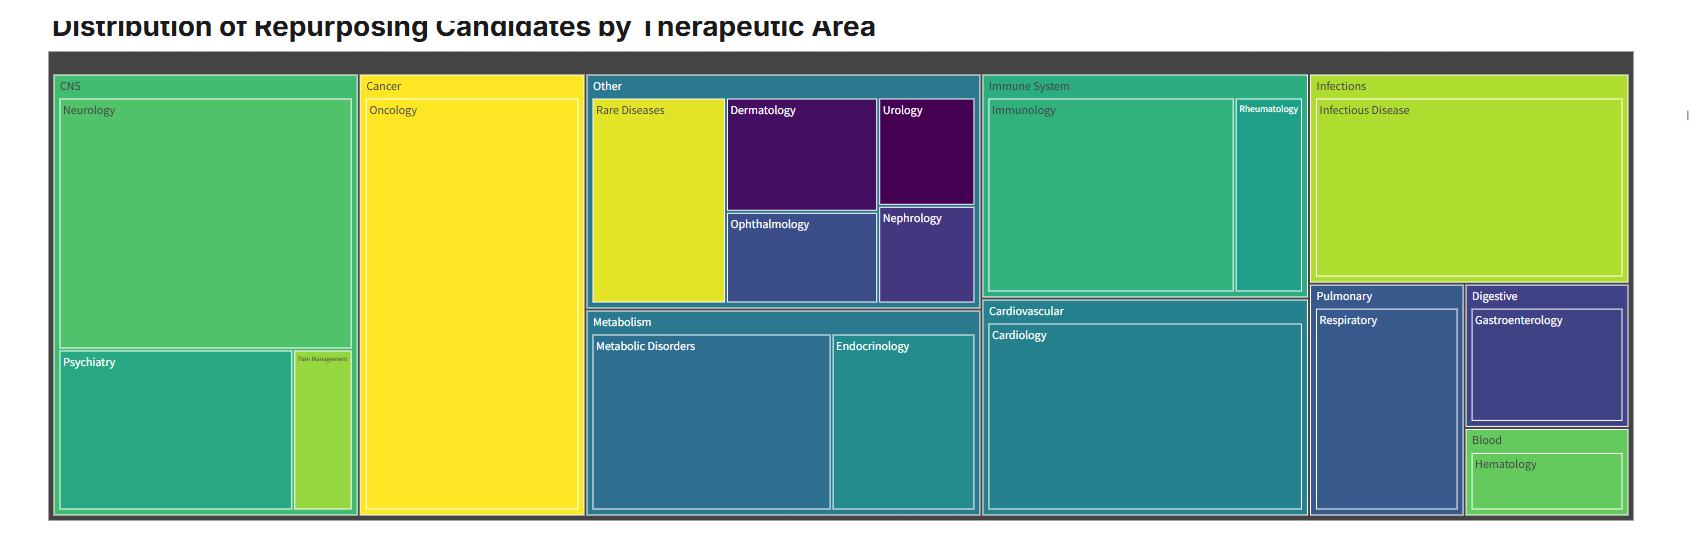 Distribution of Repurposing Candidates by Therapeutic Area
CNS
Neurology
Psychiatry
Pain Management
Cancer
Oncology
Other
Rare Diseases
Dermatology
Urology
Ophthalmology
Nephrology
Metabolism
Metabolic Disorders
Endocrinology
Immune System
Immunology
Rheumatology
Cardiovascular
Cardiology
Infections
Infectious Disease
Pulmonary
Respiratory
Digestive
Gastroenterology
Blood
Hematology